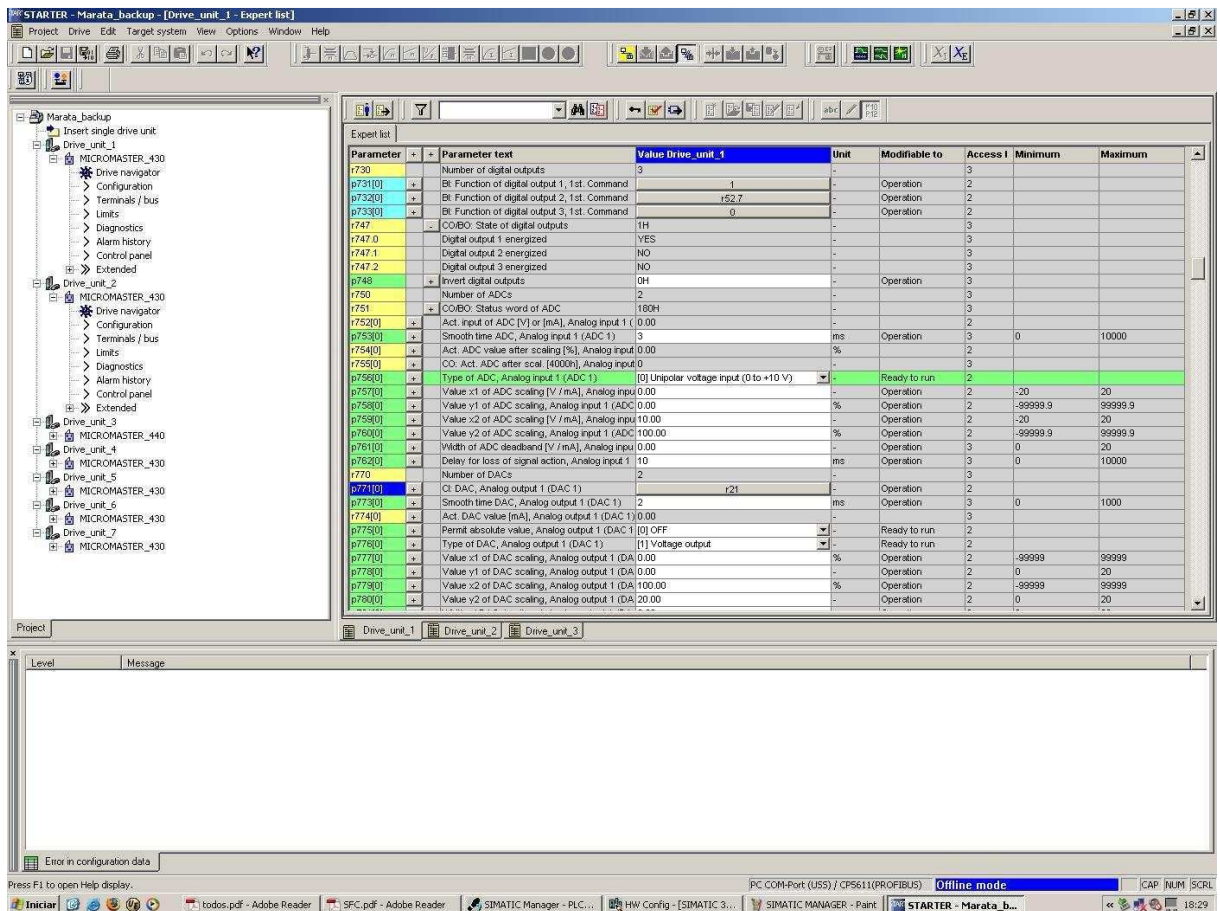 STARTER - Marata_backup - [Drive_unit_1 - Expert list]
Project Drive Edit Target system View Options Window Help
Marata_backup
Insert single drive unit
Drive_unit_1
MICROMASTER_430
Drive navigator
Configuration
Terminals / bus
Limits
Diagnostics
Alarm history
Control panel
Extended
Drive_unit_2
MICROMASTER_430
Drive navigator
Configuration
Terminals / bus
Limits
Diagnostics
Alarm history
Control panel
Extended
Drive_unit_3
MICROMASTER_440
Drive_unit_4
MICROMASTER_430
Drive_unit_5
MICROMASTER_430
Drive_unit_6
MICROMASTER_430
Drive_unit_7
MICROMASTER_430
Project
Expert list
Parameter + + Parameter text Value Drive_unit_1 Unit Modifiable to Access l Minimum Maximum
r730 Number of digital outputs 3 - 3
p731[0] + BI: Function of digital output 1, 1st. Command 1 - Operation 2
p732[0] + BI: Function of digital output 2, 1st. Command r52.7 - Operation 2
p733[0] + BI: Function of digital output 3, 1st. Command 0 - Operation 2
r747 - CO/BO: State of digital outputs 1H - 3
r747.0 Digital output 1 energized YES 3
r747.1 Digital output 2 energized NO 3
r747.2 Digital output 3 energized NO 3
p748 + Invert digital outputs 0H - Operation 3
r750 Number of ADCs 2 - 3
r751 + CO/BO: Status word of ADC 180H - 3
r752[0] + Act. input of ADC [V] or [mA], Analog input 1 ( 0.00 - 2
p753[0] + Smooth time ADC, Analog input 1 (ADC 1) 3 ms Operation 3 0 10000
r754[0] + Act. ADC value after scaling [%], Analog input 0.00 % 2
r755[0] + CO: Act. ADC after scal. [4000h], Analog input 0 - 3
p756[0] + Type of ADC, Analog input 1 (ADC 1) [0] Unipolar voltage input (0 to +10 V) - Ready to run 2
p757[0] + Value x1 of ADC scaling [V / mA], Analog inpu 0.00 - Operation 2 -20 20
p758[0] + Value y1 of ADC scaling, Analog input 1 (ADC 0.00 % Operation 2 -99999.9 99999.9
p759[0] + Value x2 of ADC scaling [V / mA], Analog inpu 10.00 - Operation 2 -20 20
p760[0] + Value y2 of ADC scaling, Analog input 1 (ADC 100.00 % Operation 2 -99999.9 99999.9
p761[0] + Width of ADC deadband [V / mA], Analog inpu 0.00 - Operation 3 0 20
p762[0] + Delay for loss of signal action, Analog input 1 10 ms Operation 3 0 10000
r770 Number of DACs 2 - 3
p771[0] + CI: DAC, Analog output 1 (DAC 1) r21 - Operation 2
p773[0] + Smooth time DAC, Analog output 1 (DAC 1) 2 ms Operation 3 0 1000
r774[0] + Act. DAC value [mA], Analog output 1 (DAC 1) 0.00 - 3
p775[0] + Permit absolute value, Analog output 1 (DAC 1 [0] OFF - Ready to run 2
p776[0] + Type of DAC, Analog output 1 (DAC 1) [1] Voltage output - Ready to run 2
p777[0] + Value x1 of DAC scaling, Analog output 1 (DA 0.00 % Operation 2 -99999 99999
p778[0] + Value y1 of DAC scaling, Analog output 1 (DA 0.00 - Operation 2 0 20
p779[0] + Value x2 of DAC scaling, Analog output 1 (DA 100.00 % Operation 2 -99999 99999
p780[0] + Value y2 of DAC scaling, Analog output 1 (DA 20.00 - Operation 2 0 20
Drive_unit_1 Drive_unit_2 Drive_unit_3
Level Message
Error in configuration data
Press F1 to open Help display. PC COM-Port (USS) / CP5611(PROFIBUS) Offline mode CAP NUM SCRL
Iniciar todos.pdf - Adobe Reader SFC.pdf - Adobe Reader SIMATIC Manager - PLC... HW Config - [SIMATIC 3... SIMATIC MANAGER - Paint STARTER - Marata_b... 18:29